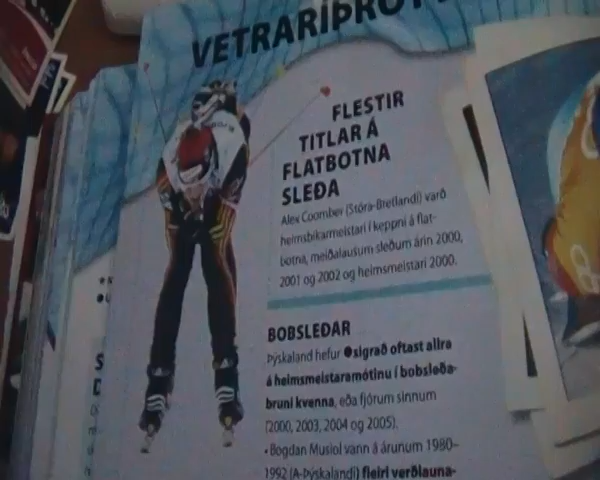 VETRARÍÞRÓTT
FLESTIR
TITLAR Á
FLATBOTNA
SLEÐA
Alex Coomber (Stóra-Bretlandi) varð
heimsbikarmeistari í keppni á flat-
botna, meiðalausum sleðum árin 2000,
2001 og 2002 og heimsmeistari 2000.
BOBSLEÐAR
Þýskaland hefur sigrað oftast allra
á heimsmeistaramótinu í bobsleða-
bruni kvenna, eða fjórum sinnum
(2000, 2003, 2004 og 2005).
• Bogdan Musiol vann á árunum 1980–
1992 (A-Þýskalandi) fleiri verðlauna-